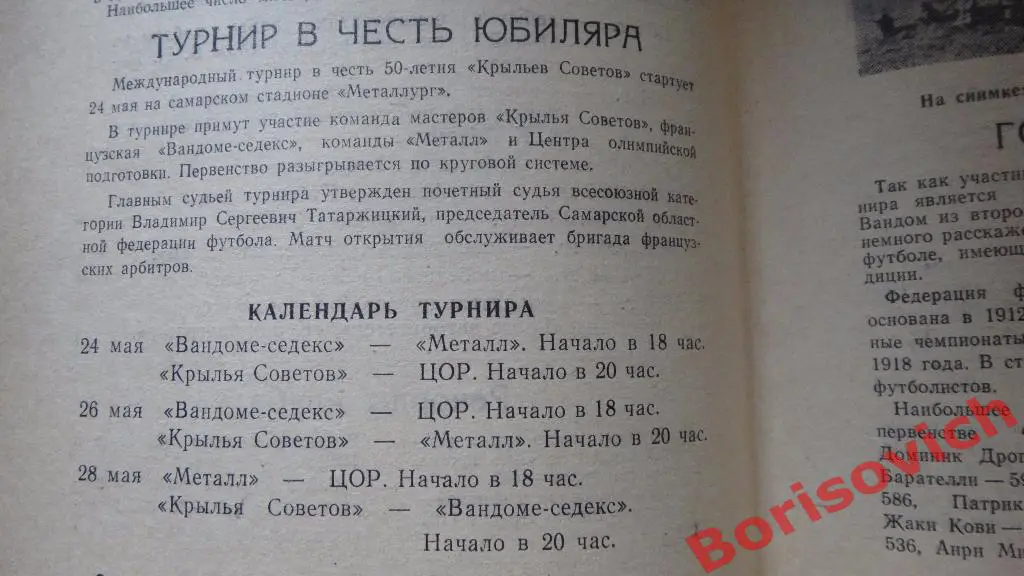 Наибольшее число
ТУРНИР В ЧЕСТЬ ЮБИЛЯРА
Международный турнир в честь 50-летия «Крыльев Советов» стартует
24 мая на самарском стадионе «Металлург».
В турнире примут участие команда мастеров «Крылья Советов», фран-
цузская «Вандоме-седекс», команды «Металл» и Центра олимпийской
подготовки. Первенство разыгрывается по круговой системе.
Главным судьей турнира утвержден почетный судья всесоюзной кате-
гории Владимир Сергеевич Татаржицкий, председатель Самарской област-
ной федерации футбола. Матч открытия обслуживает бригада француз-
ских арбитров.
КАЛЕНДАРЬ ТУРНИРА
24 мая «Вандоме-седекс» — «Металл». Начало в 18 час.
«Крылья Советов» — ЦОР. Начало в 20 час.
26 мая «Вандоме-седекс» — ЦОР. Начало в 18 час.
«Крылья Советов» — «Металл». Начало в 20 час.
28 мая «Металл» — ЦОР. Начало в 18 час.
«Крылья Советов» — «Вандоме-седекс».
Начало в 20 час.
На снимке:
ГО
Так как участни
нира является
Вандом из второ
немного расскаже
футболе, имеющ
диции.
Федерация ф
основана в 1912
ные чемпионаты
1918 года. В ст
футболистов.
Наибольшее
первенстве
Доминик Дроп
Барателли — 59
586, Патрик
Жаки Кови —
536, Анри Ми
Borisovich